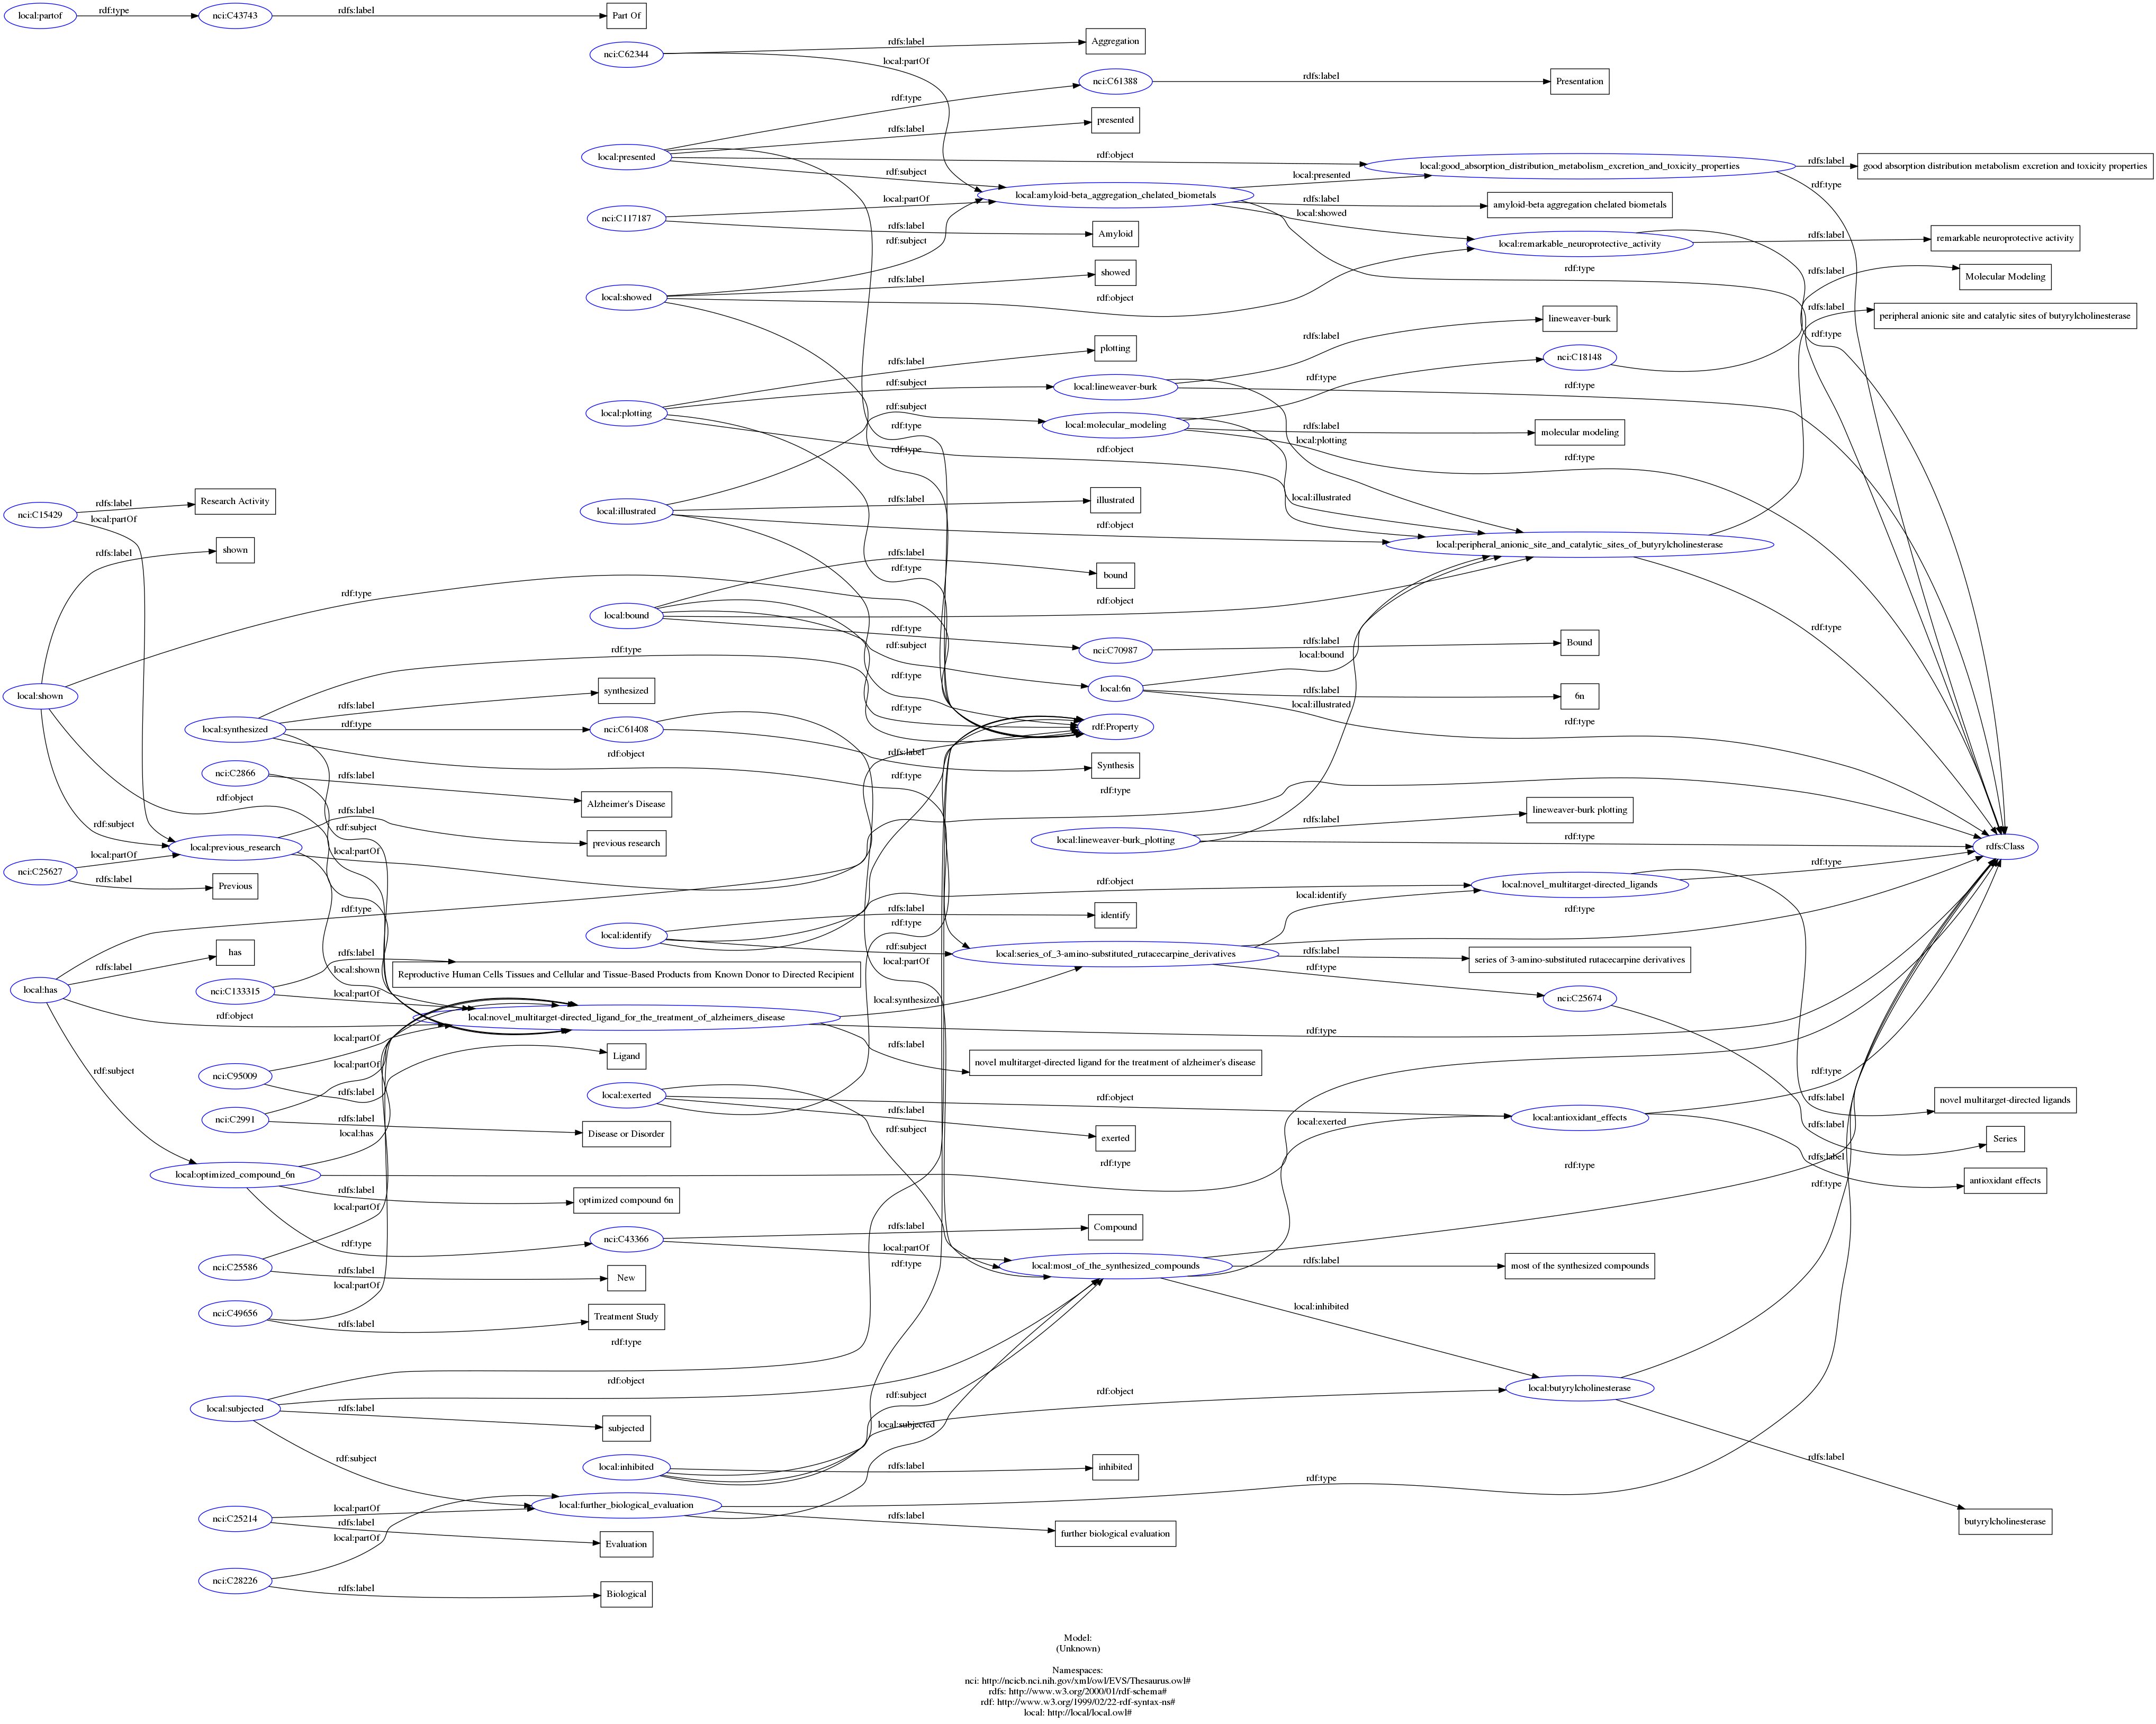 local:partof
rdf:type
nci:C43743
rdfs:label
Part Of
nci:C62344
rdfs:label
Aggregation
local:partOf
nci:C61388
rdfs:label
Presentation
rdf:type
rdfs:label
presented
local:presented
rdf:object
local:good_absorption_distribution_metabolism_excretion_and_toxicity_properties
rdfs:label
good absorption distribution metabolism excretion and toxicity properties
rdf:subject
local:presented
rdf:type
local:partOf
local:amyloid-beta_aggregation_chelated_biometals
rdfs:label
amyloid-beta aggregation chelated biometals
nci:C117187
local:showed
rdfs:label
Amyloid
rdf:subject
local:remarkable_neuroprotective_activity
rdfs:label
remarkable neuroprotective activity
rdfs:label
showed
rdf:type
rdfs:label
Molecular Modeling
local:showed
rdf:object
rdfs:label
peripheral anionic site and catalytic sites of butyrylcholinesterase
lineweaver-burk
rdfs:label
rdf:type
plotting
rdfs:label
nci:C18148
rdf:type
rdf:subject
local:lineweaver-burk
rdf:type
local:plotting
rdf:subject
local:molecular_modeling
rdfs:label
molecular modeling
rdf:type
local:plotting
rdf:type
rdf:object
rdf:type
Research Activity
rdfs:label
nci:C15429
local:partOf
local:illustrated
rdfs:label
illustrated
local:illustrated
rdf:object
local:peripheral_anionic_site_and_catalytic_sites_of_butyrylcholinesterase
rdfs:label
shown
rdfs:label
rdf:type
bound
rdf:type
local:bound
rdf:object
rdf:type
rdf:type
rdfs:label
Bound
rdf:subject
nci:C70987
local:bound
rdf:type
rdf:type
local:6n
rdfs:label
6n
local:shown
synthesized
rdfs:label
local:illustrated
rdf:type
rdf:Property
rdf:type
local:synthesized
rdf:type
nci:C61408
rdf:object
rdfs:label
Synthesis
nci:C2866
rdfs:label
rdf:type
rdf:type
Alzheimer's Disease
rdf:object
rdfs:label
lineweaver-burk plotting
rdfs:label
rdf:subject
rdf:subject
previous research
local:previous_research
local:partOf
local:lineweaver-burk_plotting
rdf:type
rdfs:Class
local:partOf
nci:C25627
rdfs:label
Previous
rdf:object
local:novel_multitarget-directed_ligands
rdf:type
local:identify
rdf:type
rdfs:label
identify
rdf:type
local:identify
rdf:type
rdf:subject
local:series_of_3-amino-substituted_rutacecarpine_derivatives
rdfs:label
series of 3-amino-substituted rutacecarpine derivatives
has
rdfs:label
rdfs:label
local:partOf
rdf:type
local:has
local:shown
Reproductive Human Cells Tissues and Cellular and Tissue-Based Products from Known Donor to Directed Recipient
nci:C133315
local:partOf
nci:C25674
local:synthesized
rdf:object
local:novel_multitarget-directed_ligand_for_the_treatment_of_alzheimers_disease
rdf:type
local:partOf
rdfs:label
Ligand
novel multitarget-directed ligand for the treatment of alzheimer's disease
rdf:subject
local:partOf
nci:C95009
rdfs:label
rdf:type
local:exerted
rdf:object
rdfs:label
novel multitarget-directed ligands
nci:C2991
rdfs:label
rdfs:label
local:exerted
local:antioxidant_effects
rdfs:label
Disease or Disorder
local:has
rdf:subject
exerted
Series
rdf:type
rdf:type
rdfs:label
local:optimized_compound_6n
rdfs:label
optimized compound 6n
antioxidant effects
rdf:type
local:partOf
rdfs:label
Compound
rdf:type
nci:C43366
local:partOf
nci:C25586
rdf:type
local:most_of_the_synthesized_compounds
rdfs:label
most of the synthesized compounds
rdfs:label
New
local:partOf
nci:C49656
rdfs:label
Treatment Study
local:inhibited
rdf:type
rdf:object
rdf:subject
rdf:object
local:butyrylcholinesterase
local:subjected
rdfs:label
subjected
local:subjected
rdf:subject
rdfs:label
local:inhibited
rdfs:label
inhibited
rdf:type
local:partOf
local:further_biological_evaluation
nci:C25214
rdfs:label
rdfs:label
further biological evaluation
butyrylcholinesterase
local:partOf
Evaluation
nci:C28226
rdfs:label
Biological
Model:
(Unknown)
Namespaces:
nci: http://ncicb.nci.nih.gov/xml/owl/EVS/Thesaurus.owl#
rdfs: http://www.w3.org/2000/01/rdf-schema#
rdf: http://www.w3.org/1999/02/22-rdf-syntax-ns#
local: http://local/local.owl#